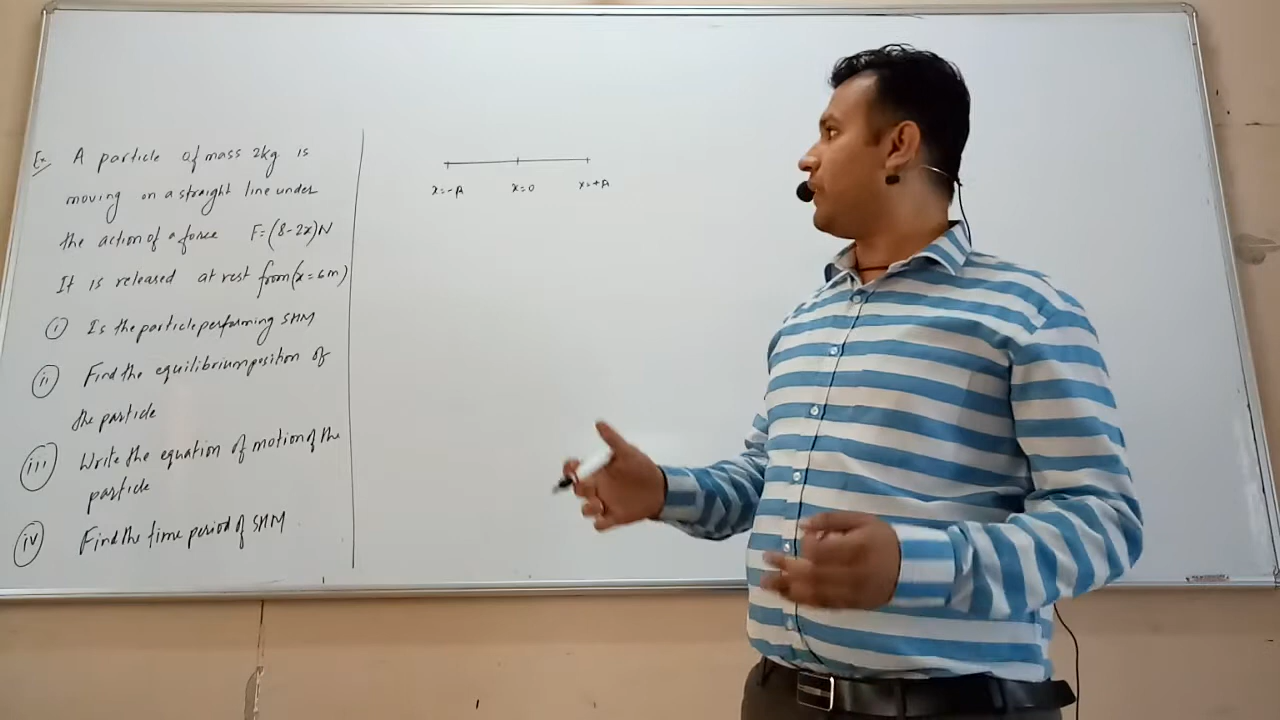 Ex A particle of mass 2kg is
moving on a straight line under
the action of a force F=(8-2x)N
It is released at rest from (x=6m)
i Is the particle performing SHM
ii Find the equilibrium position of
the particle
iii Write the equation of motion of the
particle
iv Find the time period of SHM
x=-A x=0 x=+A